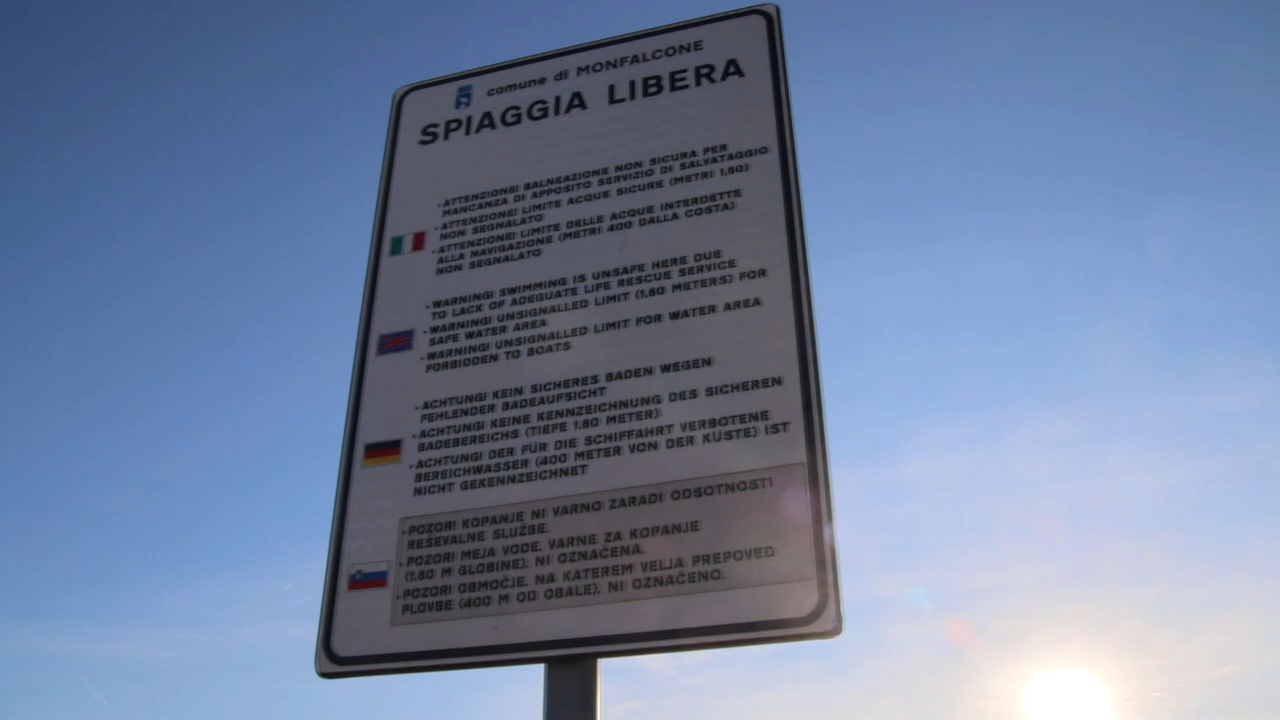 comune di MONFALCONE
SPIAGGIA LIBERA
-ATTENZIONE! BALNEAZIONE NON SICURA PER
MANCANZA DI APPOSITO SERVIZIO DI SALVATAGGIO
-ATTENZIONE! LIMITE ACQUE SICURE (METRI 1,60)
NON SEGNALATO
-ATTENZIONE! LIMITE DELLE ACQUE INTERDETTE
ALLA NAVIGAZIONE (METRI 400 DALLA COSTA)
NON SEGNALATO
-WARNING! SWIMMING IS UNSAFE HERE DUE
TO LACK OF ADEGUATE LIFE RESCUE SERVICE
-WARNING! UNSIGNALLED LIMIT (1,60 METERS) FOR
SAFE WATER AREA
-WARNING! UNSIGNALLED LIMIT FOR WATER AREA
FORBIDDEN TO BOATS
-ACHTUNG! KEIN SICHERES BADEN WEGEN
FEHLENDER BADEAUFSICHT
-ACHTUNG! KEINE KENNZEICHNUNG DES SICHEREN
BADEBEREICHS (TIEFE 1,60 METER)
-ACHTUNG! DER FÜR DIE SCHIFFAHRT VERBOTENE
BEREICHWASSER (400 METER VON DER KÜSTE) IST
NICHT GEKENNZEICHNET
-POZOR! KOPANJE NI VARNO ZARADI ODSOTNOSTI
REŠEVALNE SLUŽBE.
-POZOR! MEJA VODE, VARNE ZA KOPANJE
(1,60 M GLOBINE), NI OZNAČENA.
-POZOR! OBMOČJE, NA KATEREM VELJA PREPOVED
PLOVBE (400 M OD OBALE), NI OZNAČENO.